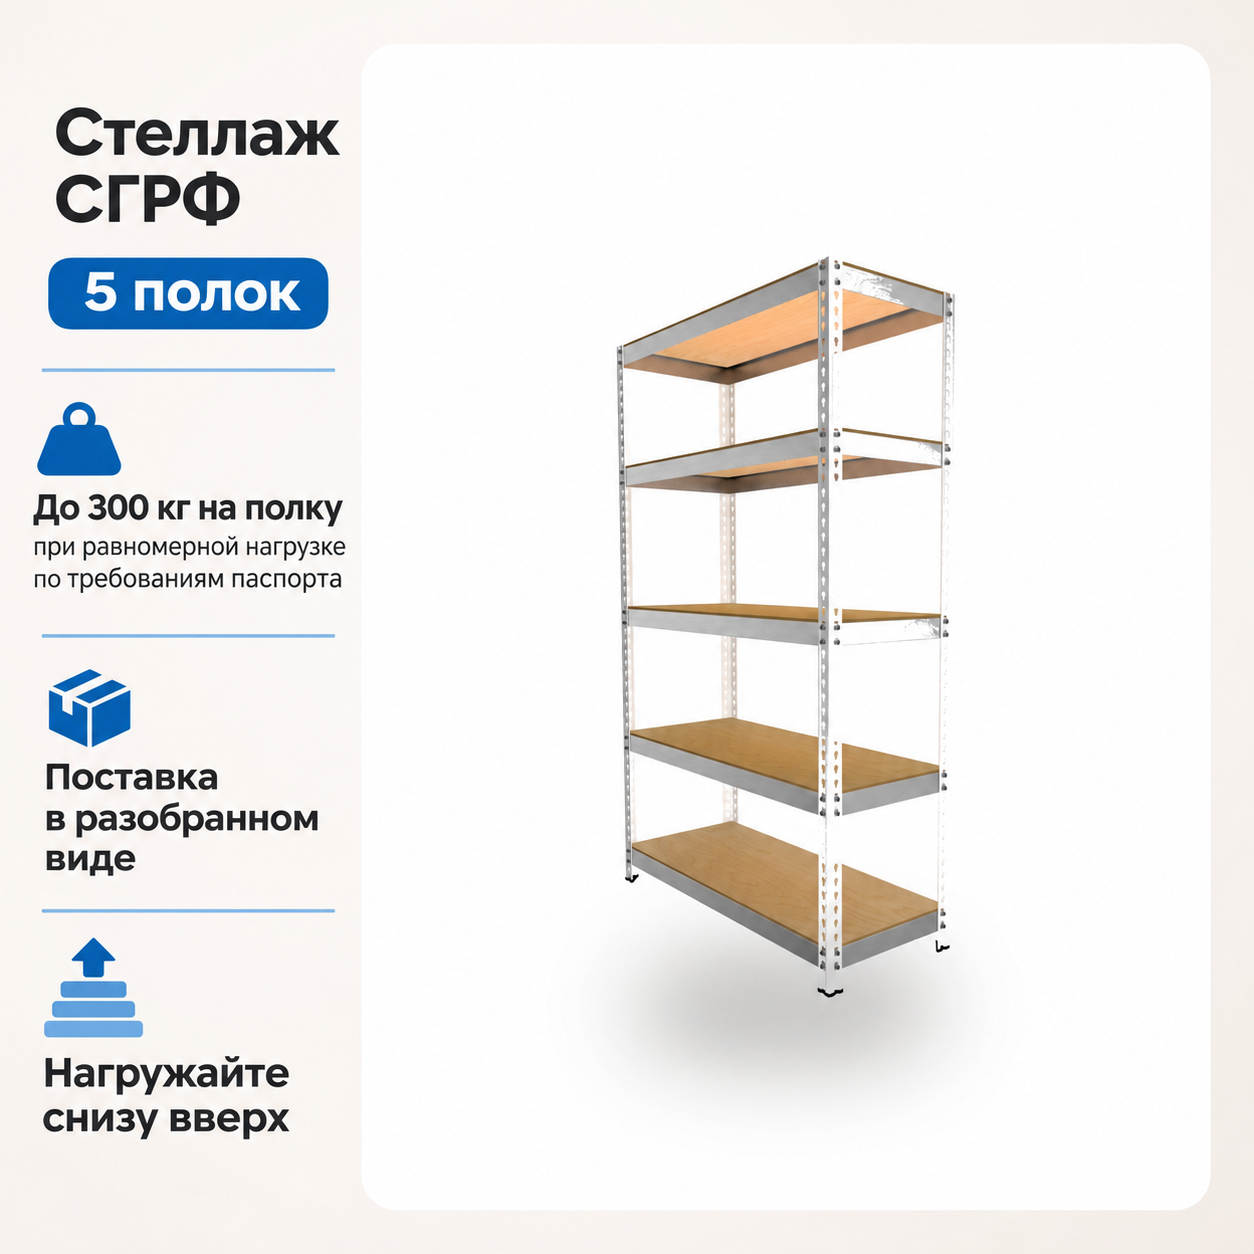 Стеллаж
СГРФ
5 полок
До 300 кг на полку
при равномерной нагрузке
по требованиям паспорта
Поставка
в разобранном
виде
Нагружайте
снизу вверх